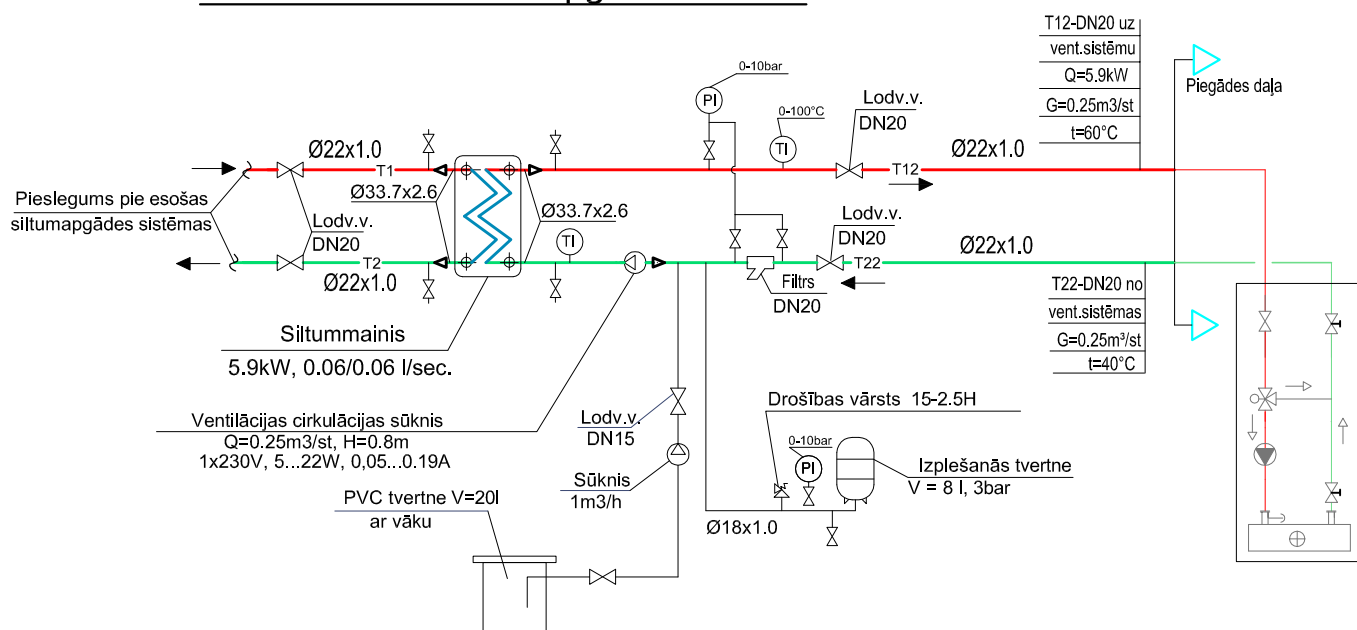 0-10bar
PI
0-100°C
TI
Lodv.v.
DN20
T12-DN20 uz
vent.sistēmu
Q=5.9kW
G=0.25m3/st
t=60°C
Piegādes daļa
Ø22x1.0
T1
Ø22x1.0
T12
Pieslegums pie esošas
siltumapgādes sistēmas
Ø33.7x2.6
Ø33.7x2.6
Lodv.v.
DN20
Lodv.v.
DN20
TI
T2
Ø22x1.0
Ø22x1.0
T22
Filtrs
DN20
T22-DN20 no
vent.sistēmas
G=0.25m³/st
t=40°C
Siltummainis
5.9kW, 0.06/0.06 l/sec.
Ventilācijas cirkulācijas sūknis
Q=0.25m3/st, H=0.8m
1x230V, 5...22W, 0,05...0.19A
Lodv.v.
DN15
Drošības vārsts 15-2.5H
0-10bar
PI
Izplešanās tvertne
V = 8 l, 3bar
Sūknis
1m3/h
PVC tvertne V=20l
ar vāku
Ø18x1.0